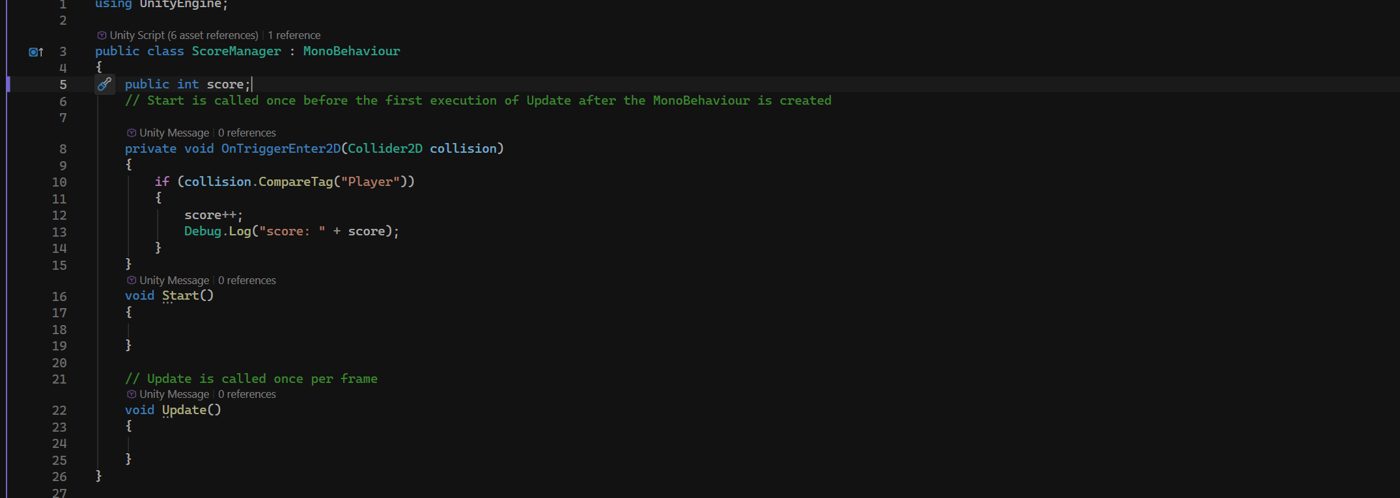 1 using UnityEngine;
2
Unity Script (6 asset references) | 1 reference
3 public class ScoreManager : MonoBehaviour
4 {
5 public int score;
6 // Start is called once before the first execution of Update after the MonoBehaviour is created
7
Unity Message | 0 references
8 private void OnTriggerEnter2D(Collider2D collision)
9 {
10 if (collision.CompareTag("Player"))
11 {
12 score++;
13 Debug.Log("score: " + score);
14 }
15 }
Unity Message | 0 references
16 void Start()
17 {
18
19 }
20
21 // Update is called once per frame
Unity Message | 0 references
22 void Update()
23 {
24
25 }
26 }
27